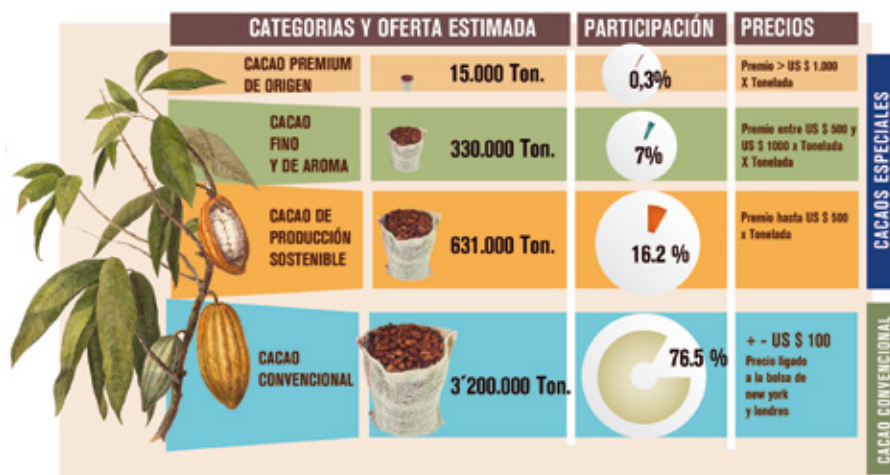 CATEGORIAS Y OFERTA ESTIMADA
PARTICIPACIÓN
PRECIOS
CACAO PREMIUM
DE ORIGEN
15.000 Ton.
0,3%
Premio > US $ 1.000
X Tonelada
CACAO
FINO
Y DE AROMA
330.000 Ton.
7%
Premio entre US $ 500 y
US $ 1000 x Tonelada
X Tonelada
CACAO DE
PRODUCCIÓN
SOSTENIBLE
631.000 Ton.
16.2 %
Premio hasta US $ 500
x Tonelada
CACAOS ESPECIALES
CACAO
CONVENCIONAL
3´200.000 Ton.
76.5 %
+ - US $ 100
Precio ligado
a la bolsa de
new york
y londres
CACAO CONVENCIONAL